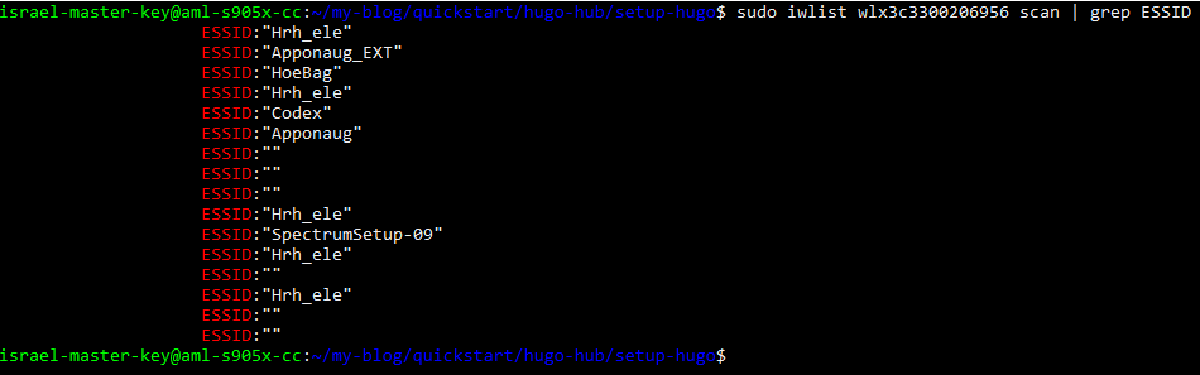 israel-master-key@aml-s905x-cc:~/my-blog/quickstart/hugo-hub/setup-hugo$ sudo iwlist wlx3c3300206956 scan | grep ESSID
ESSID:"Hrh_ele"
ESSID:"Apponaug_EXT"
ESSID:"HoeBag"
ESSID:"Hrh_ele"
ESSID:"Codex"
ESSID:"Apponaug"
ESSID:""
ESSID:""
ESSID:""
ESSID:"Hrh_ele"
ESSID:"SpectrumSetup-09"
ESSID:"Hrh_ele"
ESSID:""
ESSID:"Hrh_ele"
ESSID:""
ESSID:""
israel-master-key@aml-s905x-cc:~/my-blog/quickstart/hugo-hub/setup-hugo$